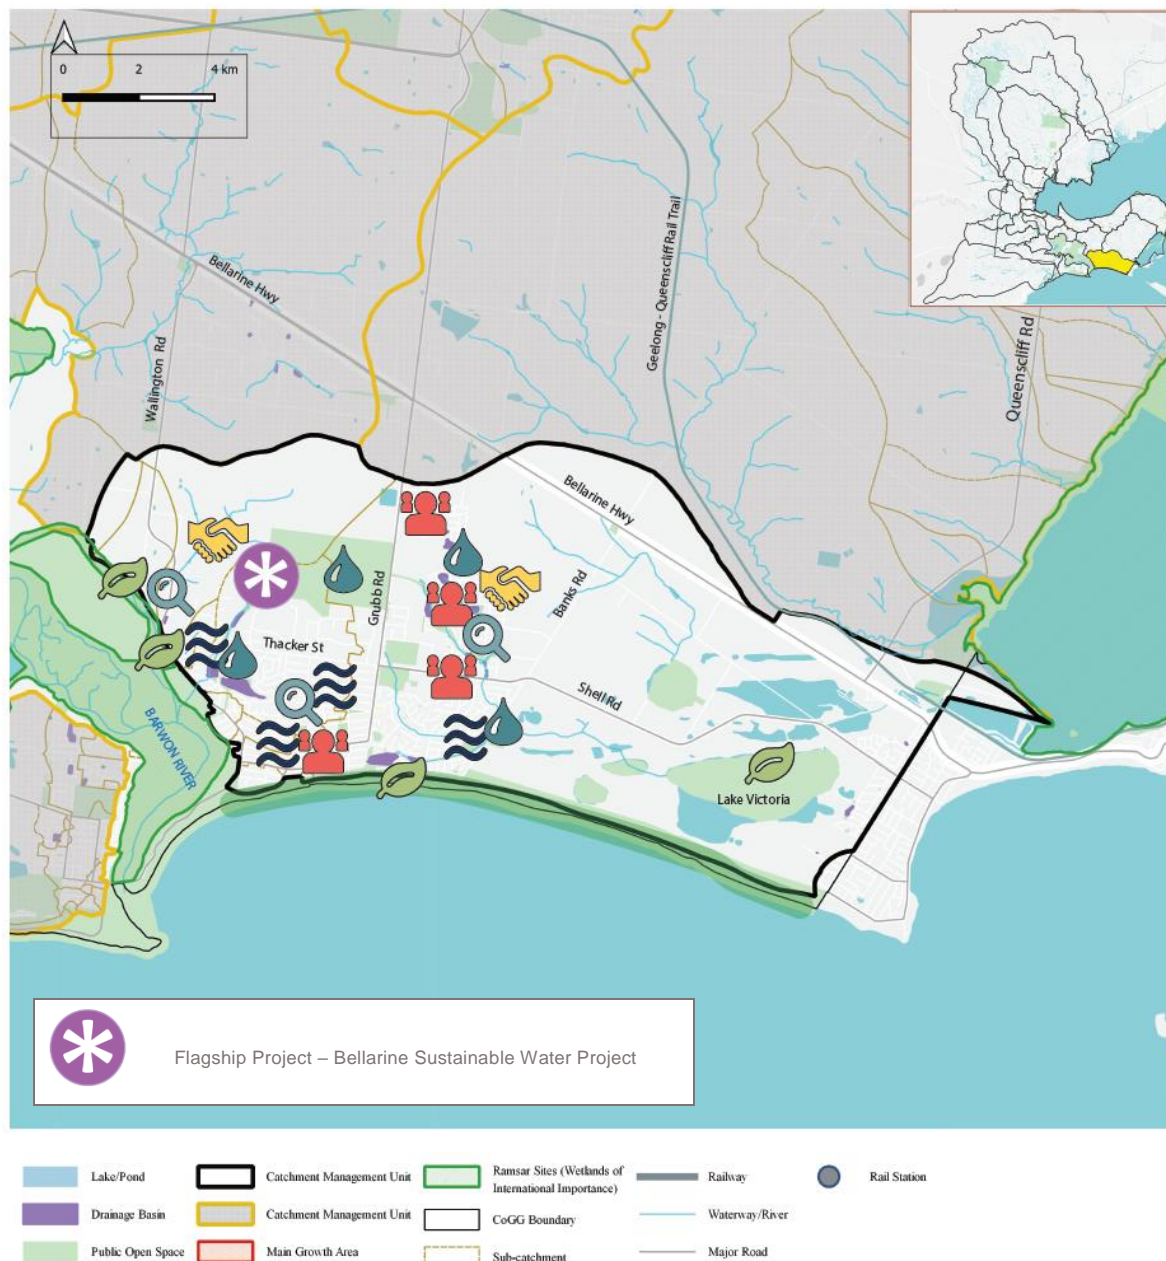 0 2 4 km
Bellarine Hwy
Wallington Rd
Geelong - Queenscliff Rail Trail
Queenscliff Rd
Bellarine Hwy
Grubb Rd
Banks Rd
Thacker St
Shell Rd
BARWON RIVER
Lake Victoria
Flagship Project – Bellarine Sustainable Water Project
Lake/Pond
Catchment Management Unit
Ramsar Sites (Wetlands of
International Importance)
Railway
Rail Station
Drainage Basin
Catchment Management Unit
CoGG Boundary
Waterway/River
Public Open Space
Main Growth Area
Sub-catchment
Major Road